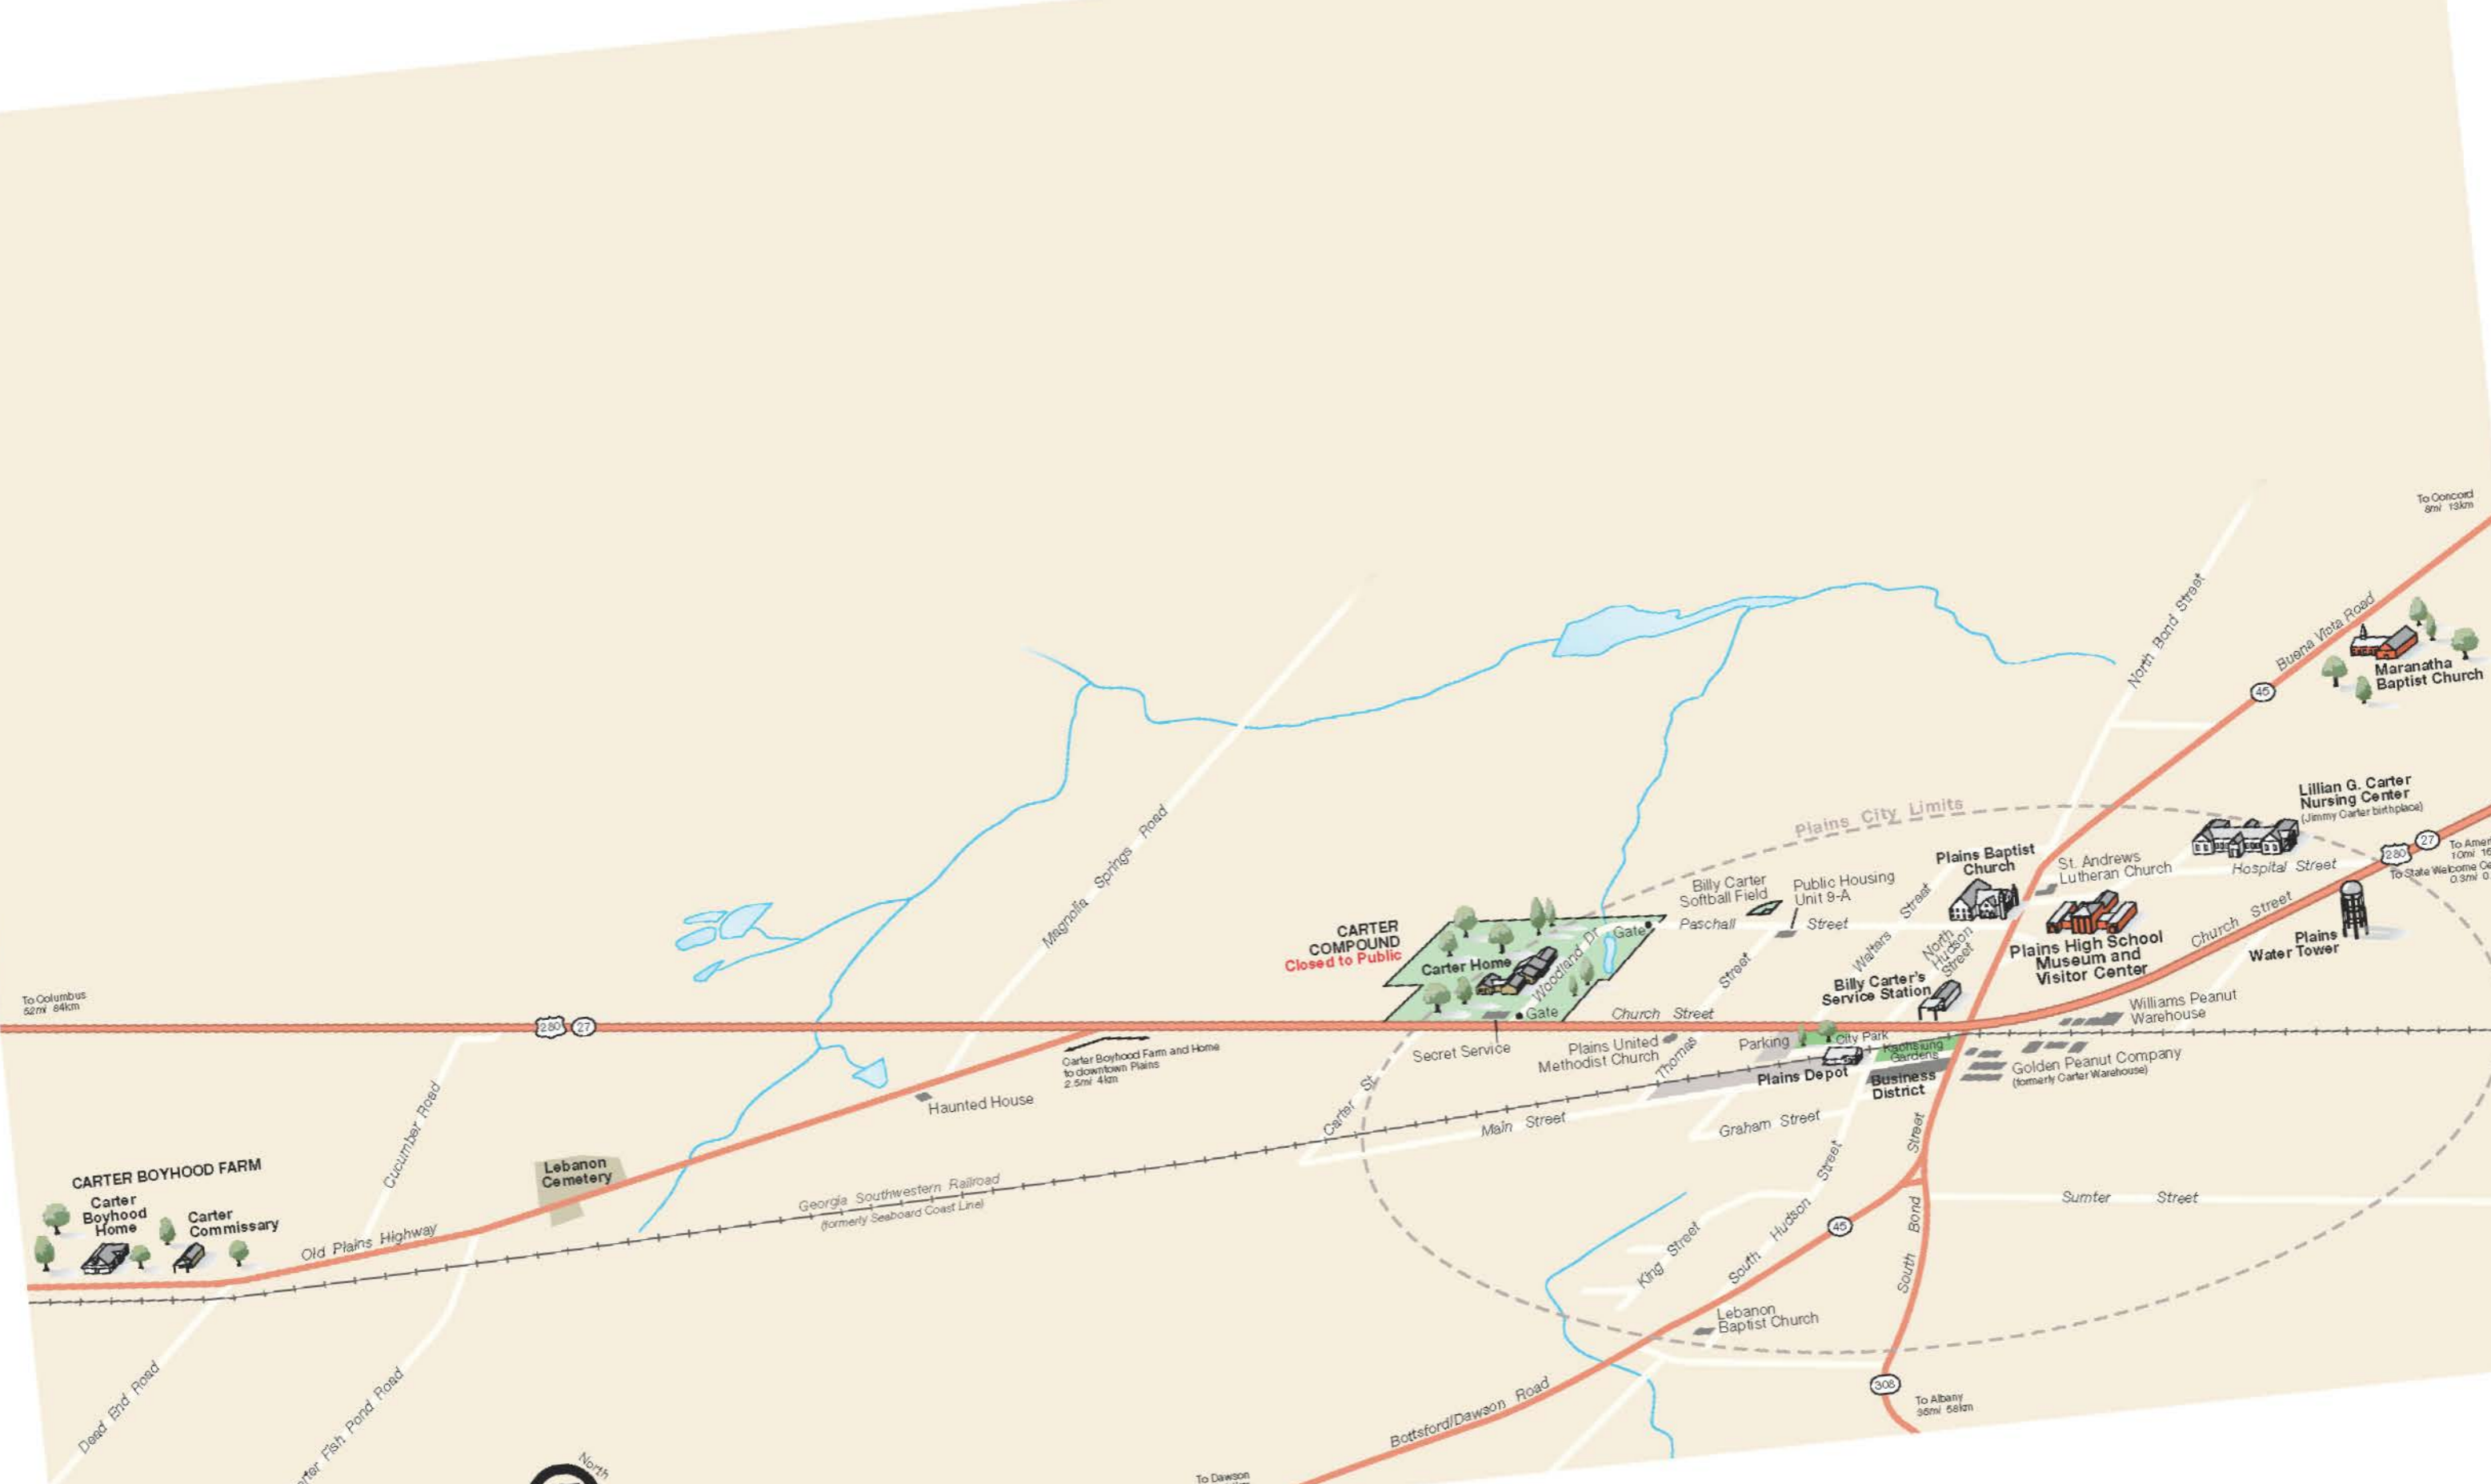 To Concord
8mi 13km
North Bond Street
Buena Vista Road
45
Maranatha
Baptist Church
Lillian G. Carter
Nursing Center
(Jimmy Carter birthplace)
Plains City Limits
280
27
10mi
To State Welcome
0.3mi
Hospital Street
Church Street
Plains
Water Tower
Plains Baptist
Church
St. Andrews
Lutheran Church
Plains High School
Museum and
Visitor Center
North
Hudson
Street
Walters Street
Billy Carter
Softball Field
Public Housing
Unit 9-A
Paschall Street
Billy Carter's
Service Station
Williams Peanut
Warehouse
Golden Peanut Company
(formerly Carter Warehouse)
CARTER
COMPOUND
Closed to Public
Carter Home
Woodland Dr
Gate
Gate
Church Street
Secret Service
Plains United
Methodist Church
Thomas Street
Parking
City Park
Kaohsiung
Gardens
Plains Depot
Business
District
Main Street
Graham Street
Carter St
Magnolia Springs Road
To Columbus
52mi 84km
280
27
Carter Boyhood Farm and Home
to downtown Plains
2.5mi 4km
Haunted House
Cucumber Road
Lebanon
Cemetery
CARTER BOYHOOD FARM
Carter
Boyhood
Home
Carter
Commissary
Old Plains Highway
Georgia Southwestern Railroad
(formerly Seaboard Coast Line)
Dead End Road
Fish Pond Road
North
King Street
South Hudson Street
45
South Bond Street
Sumter Street
Lebanon
Baptist Church
Bottsford/Dawson Road
308
To Albany
36mi 58km
To Dawson